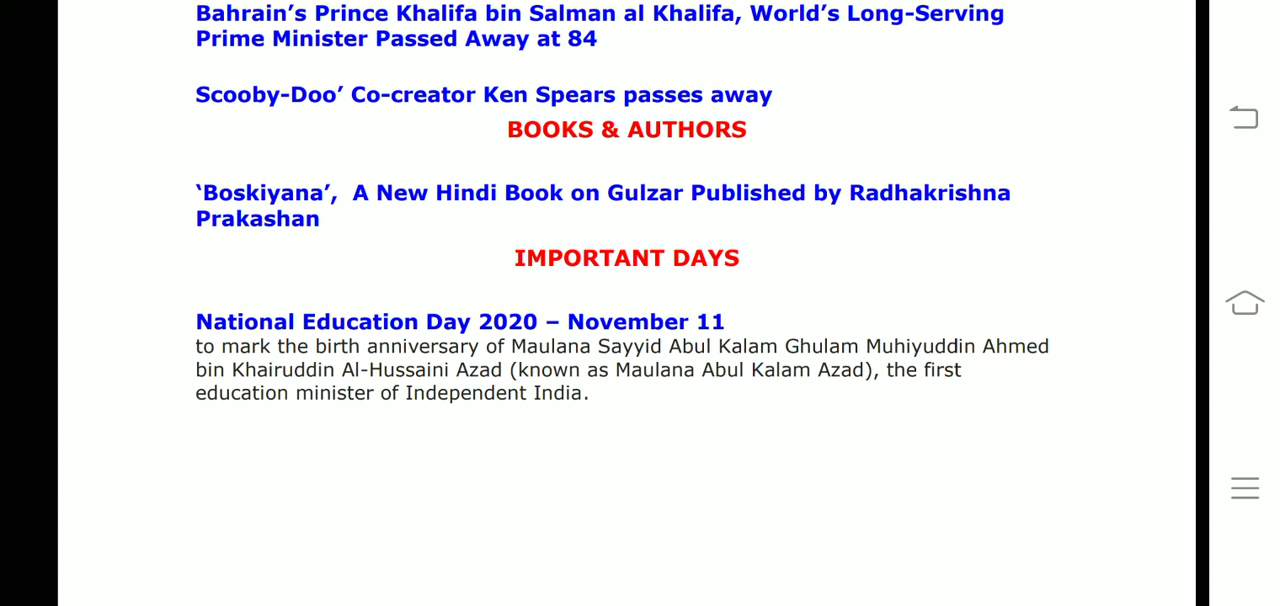 Bahrain’s Prince Khalifa bin Salman al Khalifa, World’s Long-Serving
Prime Minister Passed Away at 84
Scooby-Doo’ Co-creator Ken Spears passes away
BOOKS & AUTHORS
‘Boskiyana’,  A New Hindi Book on Gulzar Published by Radhakrishna
Prakashan
IMPORTANT DAYS
National Education Day 2020 – November 11
to mark the birth anniversary of Maulana Sayyid Abul Kalam Ghulam Muhiyuddin Ahmed
bin Khairuddin Al-Hussaini Azad (known as Maulana Abul Kalam Azad), the first
education minister of Independent India.